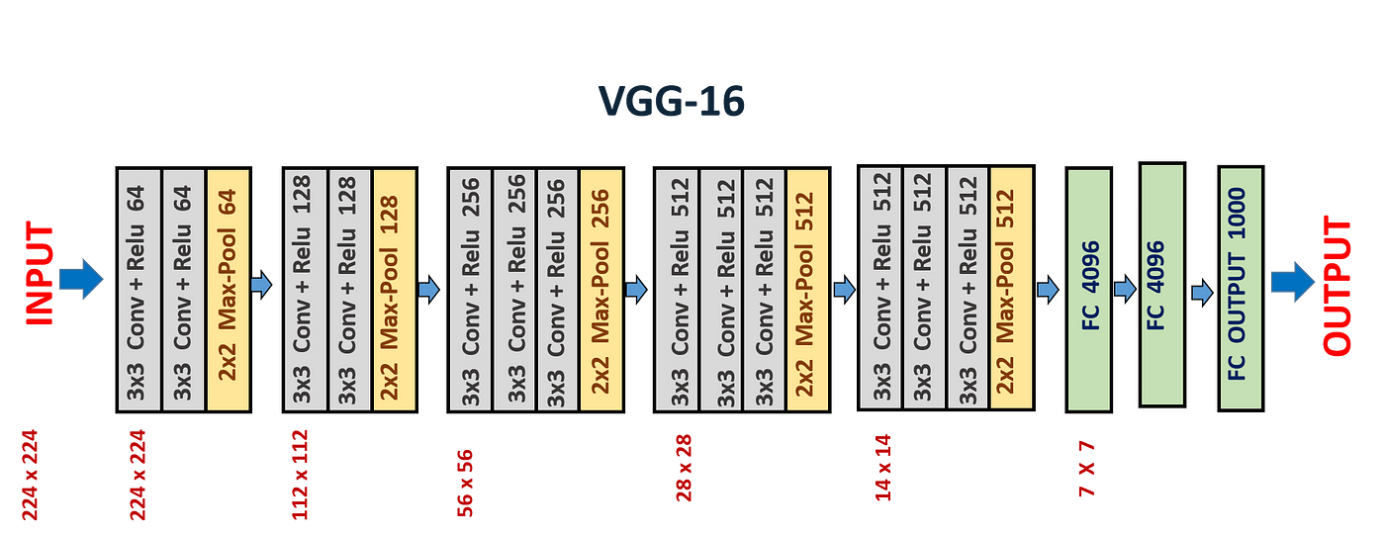 VGG-16
INPUT
3x3 Conv + Relu 64
3x3 Conv + Relu 64
2x2 Max-Pool 64
3x3 Conv + Relu 128
3x3 Conv + Relu 128
2x2 Max-Pool 128
3x3 Conv + Relu 256
3x3 Conv + Relu 256
3x3 Conv + Relu 256
2x2 Max-Pool 256
3x3 Conv + Relu 512
3x3 Conv + Relu 512
3x3 Conv + Relu 512
2x2 Max-Pool 512
3x3 Conv + Relu 512
3x3 Conv + Relu 512
3x3 Conv + Relu 512
2x2 Max-Pool 512
FC 4096
FC 4096
FC OUTPUT 1000
OUTPUT
224 x 224
224 x 224
112 x 112
56 x 56
28 x 28
14 x 14
7 X 7